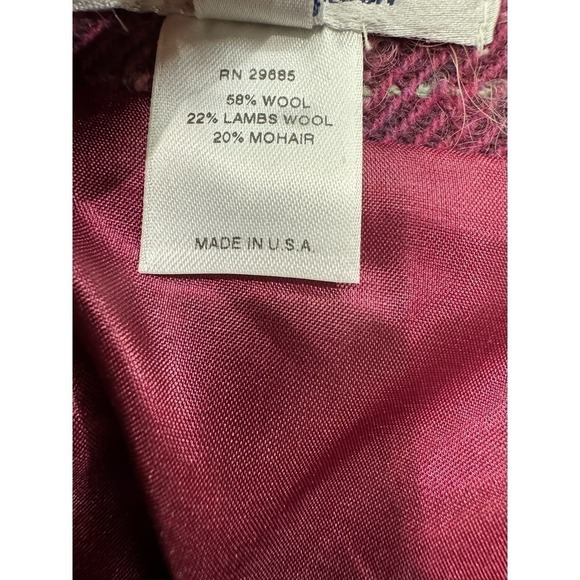 RN 29685
58% WOOL
22% LAMBS WOOL
20% MOHAIR
MADE IN U.S.A.